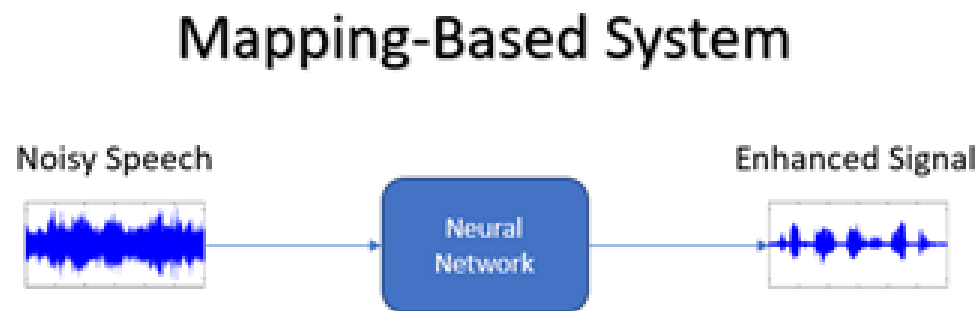 Mapping-Based System
Noisy Speech
Enhanced Signal
Neural
Network